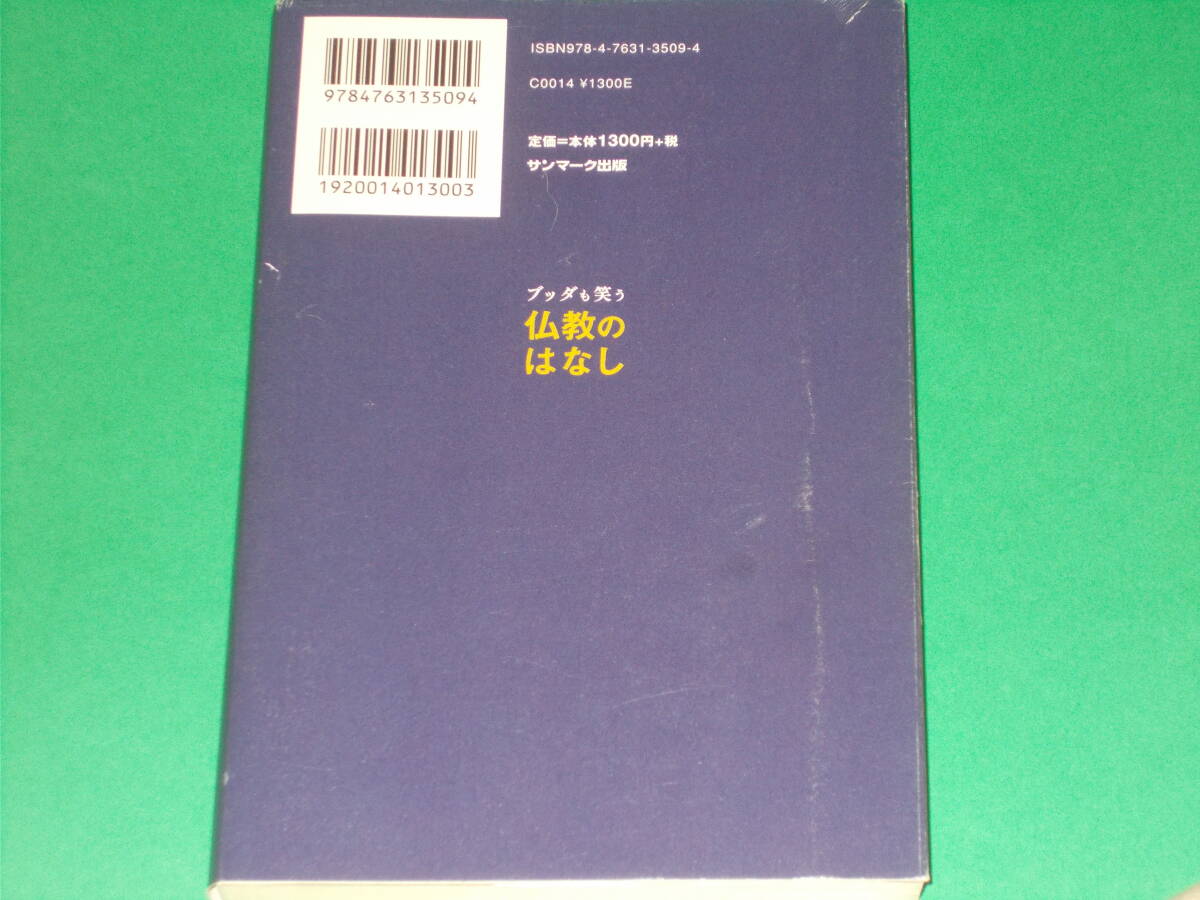 9784763135094
1920014013003
ISBN978-4-7631-3509-4
C0014 ¥1300E
定価=本体1300円+税
サンマーク出版
ブッダも笑う
仏教の
はなし